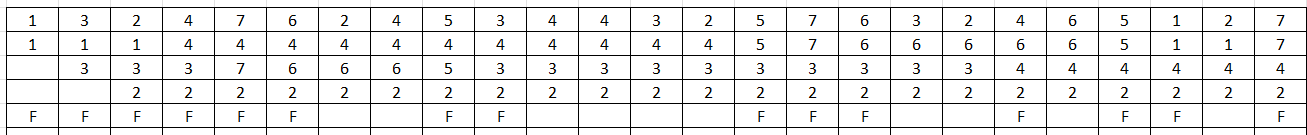 1 3 2 4 7 6 2 4 5 3 4 4 3 2 5 7 6 3 2 4 6 5 1 2 7
1 1 1 4 4 4 4 4 4 4 4 4 4 4 5 7 6 6 6 6 6 5 1 1 7
3 3 3 7 6 6 6 5 3 3 3 3 3 3 3 3 3 3 4 4 4 4 4 4
2 2 2 2 2 2 2 2 2 2 2 2 2 2 2 2 2 2 2 2 2 2 2
F F F F F F F F F F F F F F F